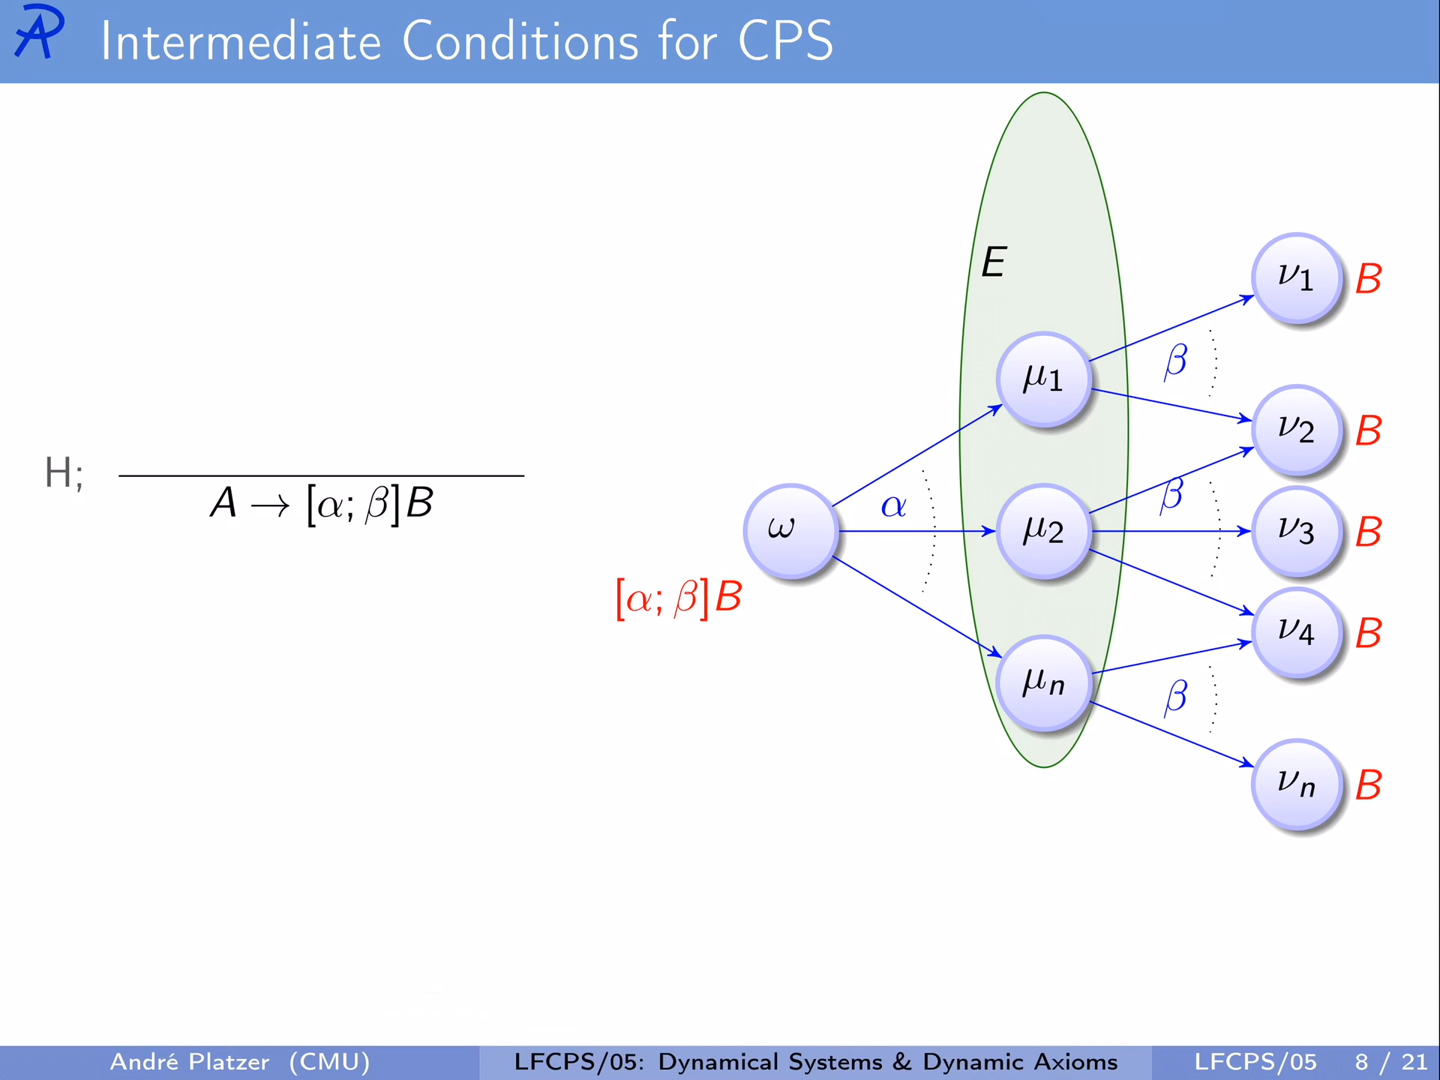 Intermediate Conditions for CPS
H;
A → [α; β]B
E
ν1 B
μ1
β
ν2 B
α
β
ω
μ2
ν3 B
[α; β]B
ν4 B
μn
β
νn B
André Platzer (CMU)
LFCPS/05: Dynamical Systems & Dynamic Axioms
LFCPS/05
8 / 21